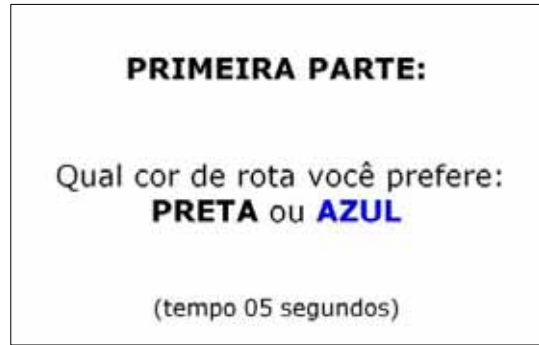 PRIMEIRA PARTE:
Qual cor de rota você prefere:
PRETA ou AZUL
(tempo 05 segundos)